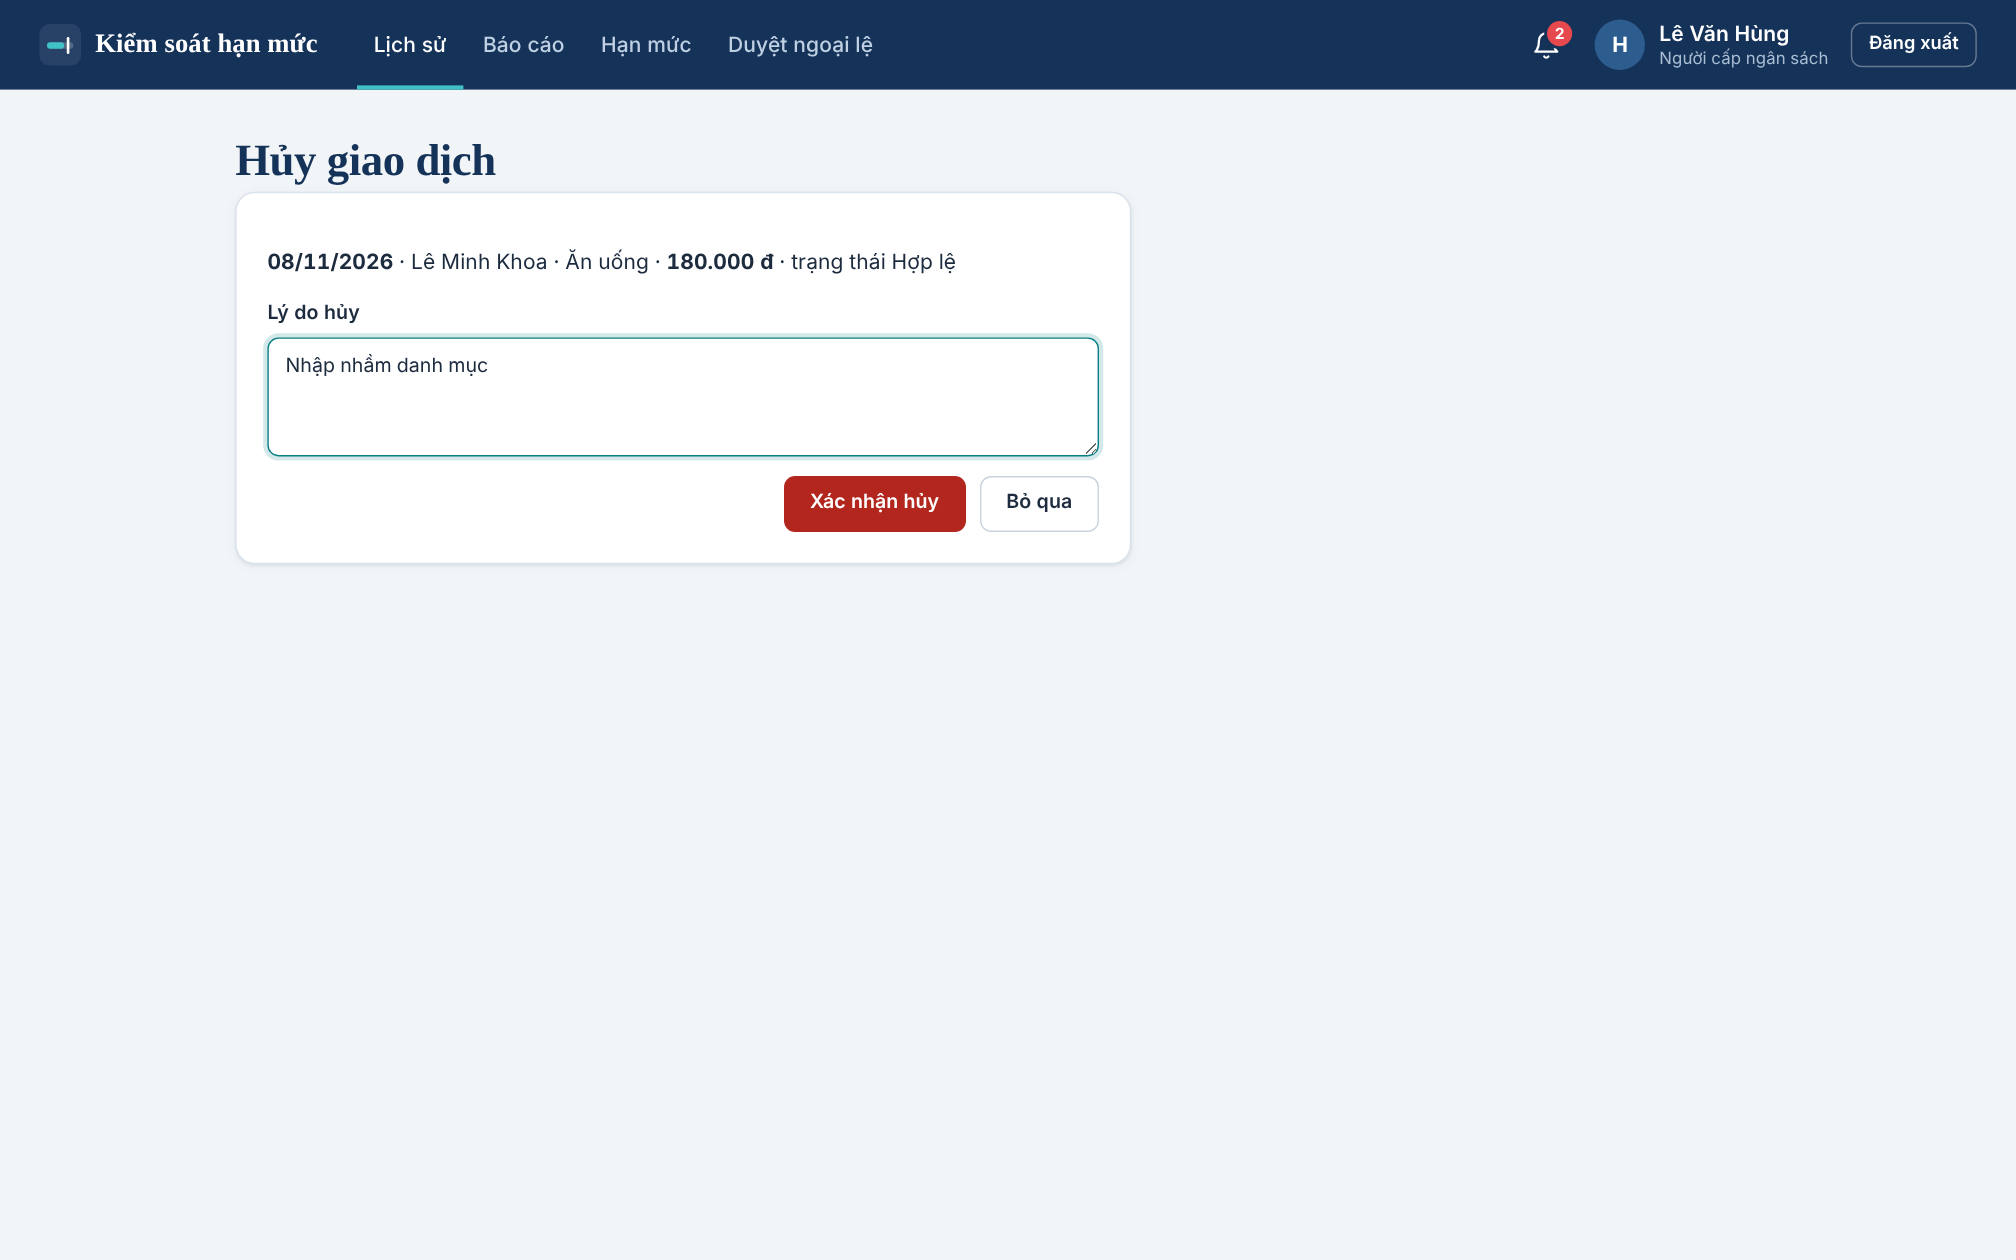 Kiểm soát hạn mức Lịch sử Báo cáo Hạn mức Duyệt ngoại lệ 2 H Lê Văn Hùng Đăng xuất
Người cấp ngân sách
Hủy giao dịch
08/11/2026 · Lê Minh Khoa · Ăn uống · 180.000 đ · trạng thái Hợp lệ
Lý do hủy
Nhập nhầm danh mục
Xác nhận hủy Bỏ qua